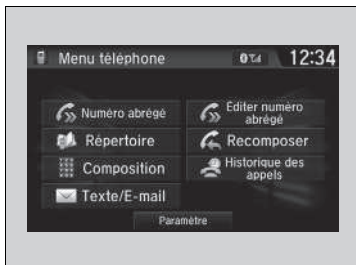 Menu téléphone
12:34
Numéro abrégé
Éditer numéro
abrégé
Répertoire
Recomposer
Composition
Historique des
appels
Texte/E-mail
Paramètre